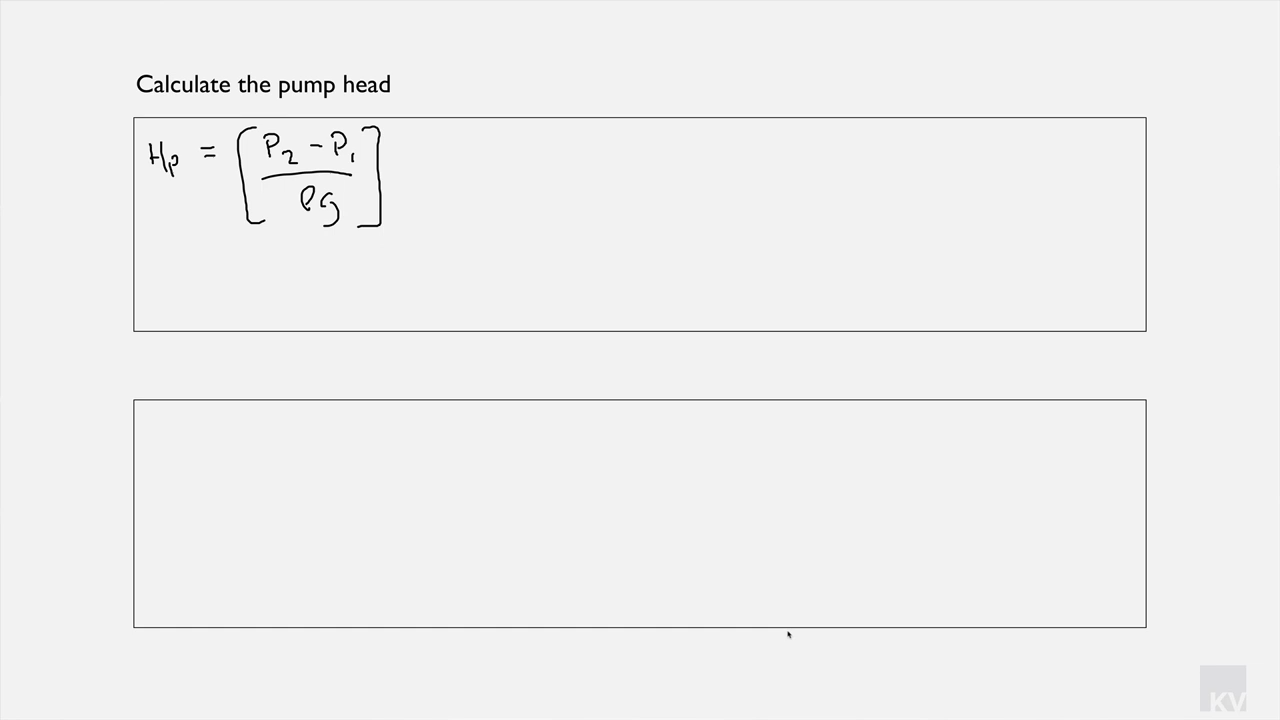 Calculate the pump head
Hp = [ P2 - P1 / ρg ]
KV